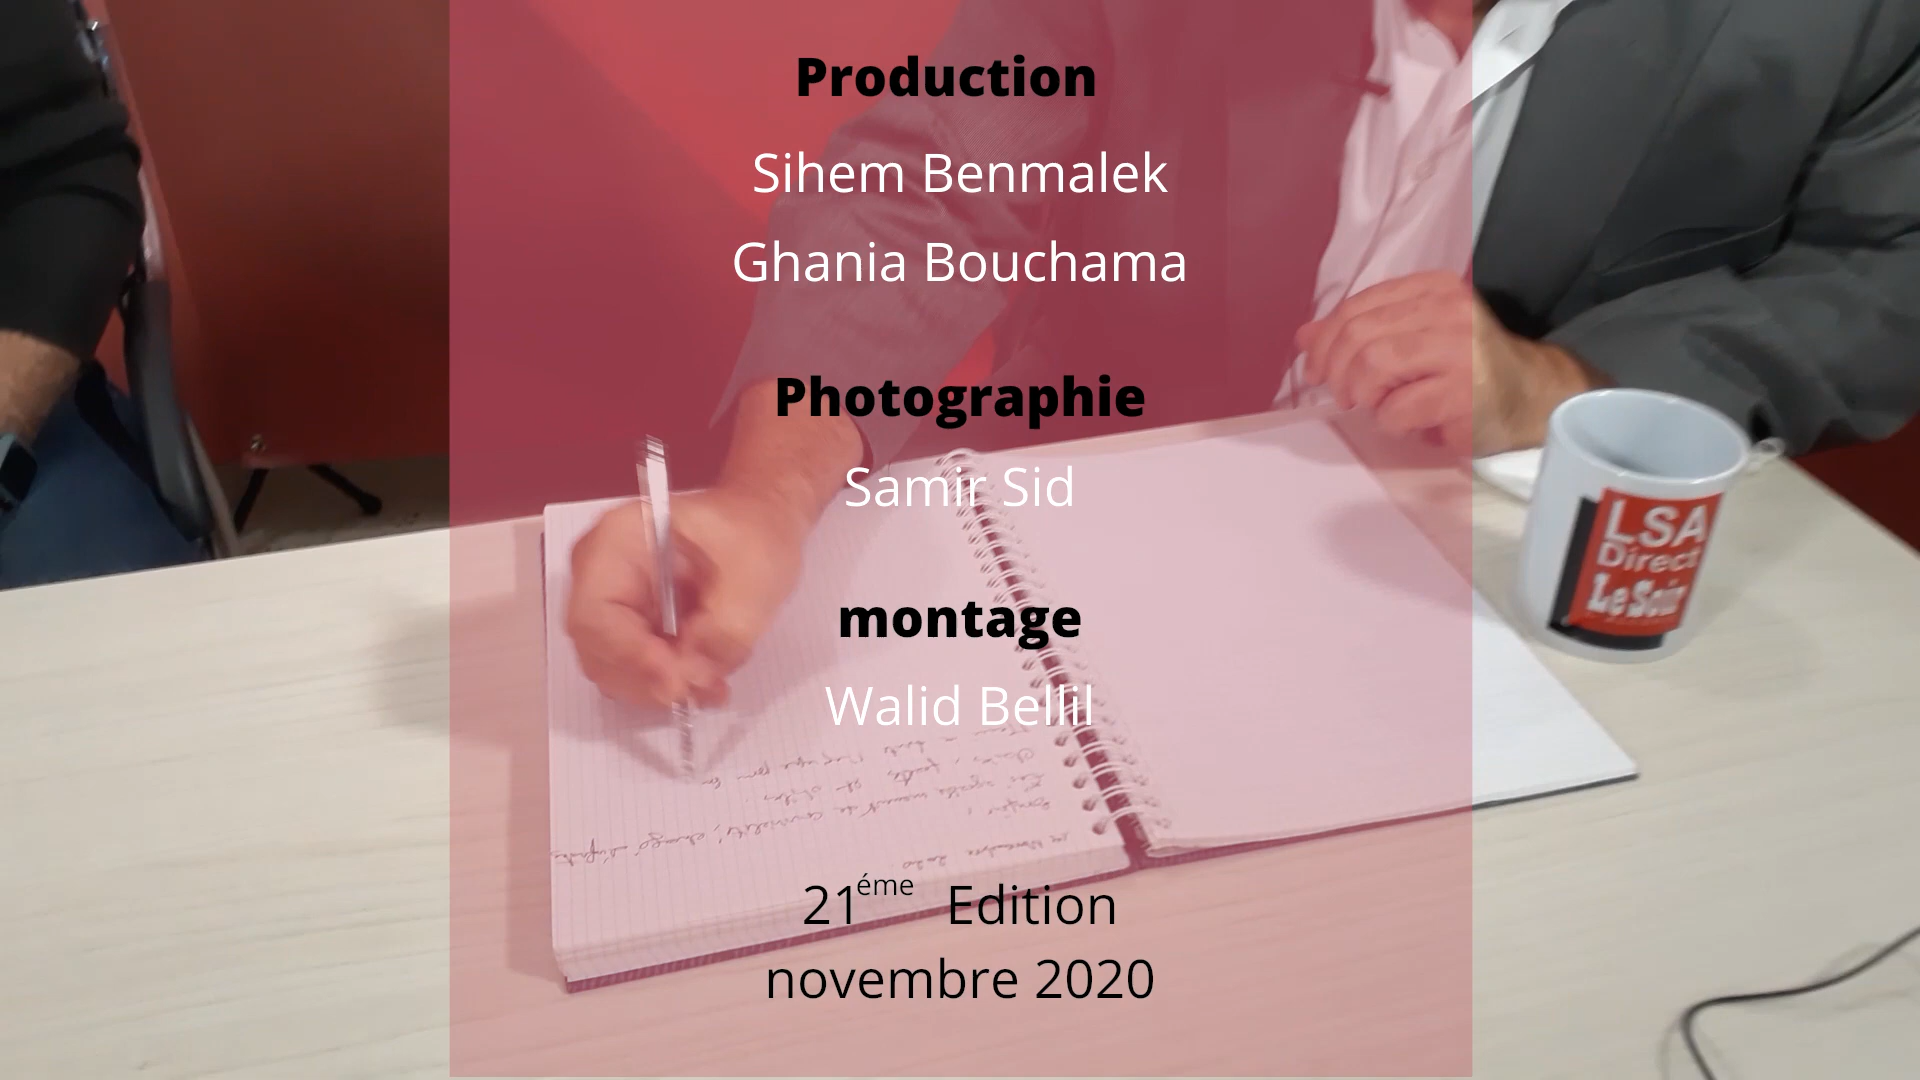 Production
Sihem Benmalek
Ghania Bouchama
Photographie
Samir Sid
montage
Walid Bellil
21éme Edition
novembre 2020
LSA
Direct
Le Soir